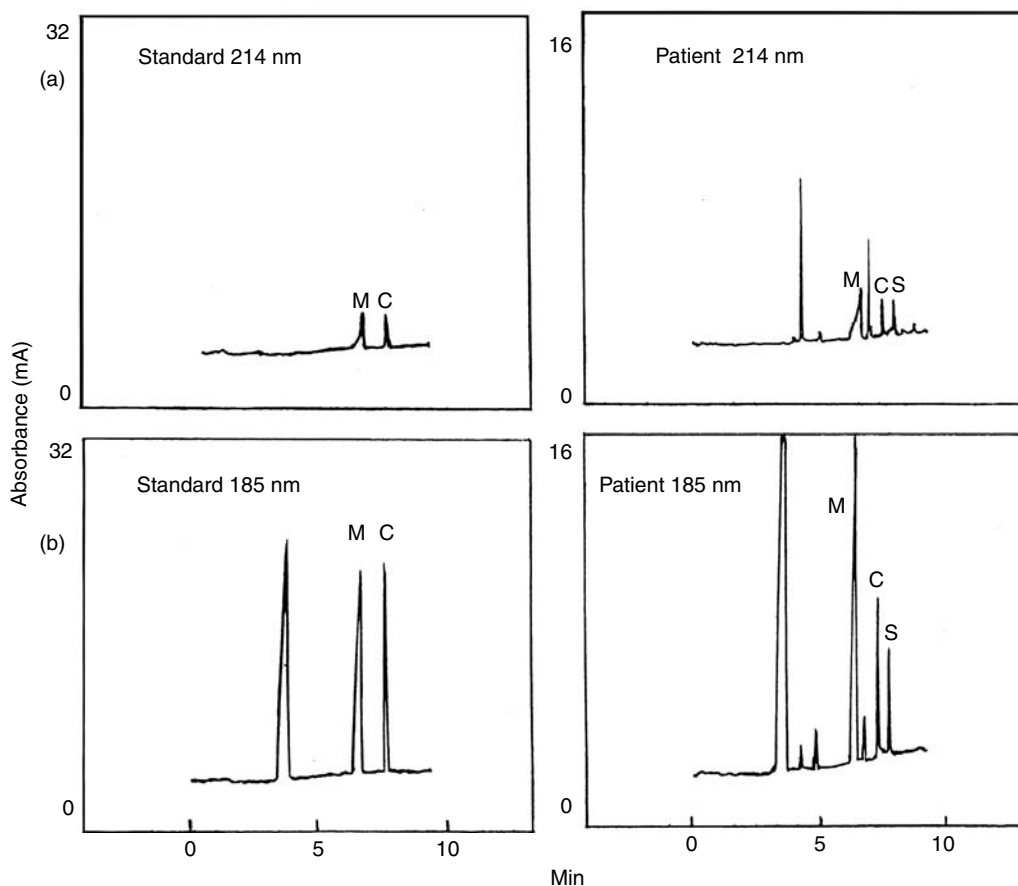 32
(a)
Standard 214 nm
M C
0
16
Patient 214 nm
M
C S
0
Absorbance (mA)
32
(b)
Standard 185 nm
M C
0
0 5 10
16
Patient 185 nm
M
C
S
0
0 5 10
Min